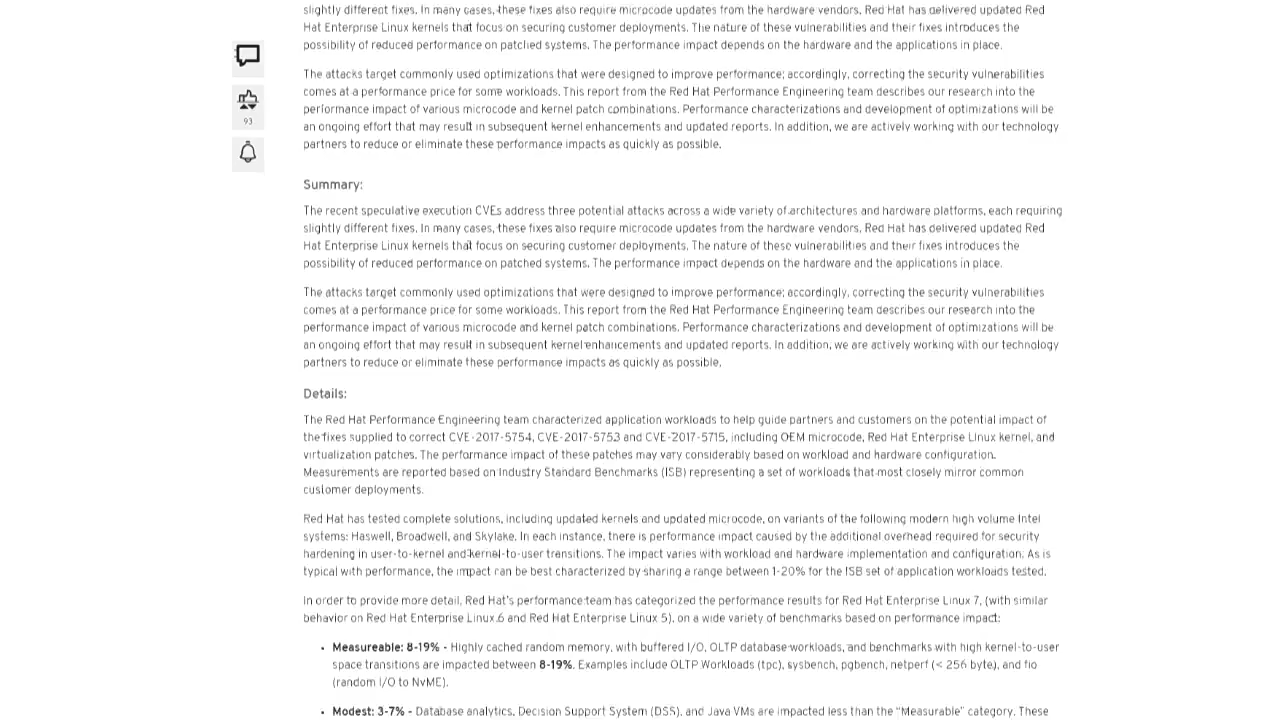 slightly different fixes. In many cases, these fixes also require microcode updates from the hardware vendors. Red Hat has delivered updated Red
Hat Enterprise Linux kernels that focus on securing customer deployments. The nature of these vulnerabilities and their fixes introduces the
possibility of reduced performance on patched systems. The performance impact depends on the hardware and the applications in place.
The attacks target commonly used optimizations that were designed to improve performance; accordingly, correcting the security vulnerabilities
comes at a performance price for some workloads. This report from the Red Hat Performance Engineering team describes our research into the
performance impact of various microcode and kernel patch combinations. Performance characterizations and development of optimizations will be
an ongoing effort that may result in subsequent kernel enhancements and updated reports. In addition, we are actively working with our technology
partners to reduce or eliminate these performance impacts as quickly as possible.
93
Summary:
The recent speculative execution CVEs address three potential attacks across a wide variety of architectures and hardware platforms, each requiring
slightly different fixes. In many cases, these fixes also require microcode updates from the hardware vendors. Red Hat has delivered updated Red
Hat Enterprise Linux kernels that focus on securing customer deployments. The nature of these vulnerabilities and their fixes introduces the
possibility of reduced performance on patched systems. The performance impact depends on the hardware and the applications in place.
The attacks target commonly used optimizations that were designed to improve performance; accordingly, correcting the security vulnerabilities
comes at a performance price for some workloads. This report from the Red Hat Performance Engineering team describes our research into the
performance impact of various microcode and kernel patch combinations. Performance characterizations and development of optimizations will be
an ongoing effort that may result in subsequent kernel enhancements and updated reports. In addition, we are actively working with our technology
partners to reduce or eliminate these performance impacts as quickly as possible.
Details:
The Red Hat Performance Engineering team characterized application workloads to help guide partners and customers on the potential impact of
the fixes supplied to correct CVE-2017-5754, CVE-2017-5753 and CVE-2017-5715, including OEM microcode, Red Hat Enterprise Linux kernel, and
virtualization patches. The performance impact of these patches may vary considerably based on workload and hardware configuration.
Measurements are reported based on Industry Standard Benchmarks (ISB) representing a set of workloads that most closely mirror common
customer deployments.
Red Hat has tested complete solutions, including updated kernels and updated microcode, on variants of the following modern high volume Intel
systems: Haswell, Broadwell, and Skylake. In each instance, there is performance impact caused by the additional overhead required for security
hardening in user-to-kernel and kernel-to-user transitions. The impact varies with workload and hardware implementation and configuration. As is
typical with performance, the impact can be best characterized by sharing a range between 1-20% for the ISB set of application workloads tested.
In order to provide more detail, Red Hat's performance team has categorized the performance results for Red Hat Enterprise Linux 7, (with similar
behavior on Red Hat Enterprise Linux 6 and Red Hat Enterprise Linux 5), on a wide variety of benchmarks based on performance impact:
• Measureable: 8-19% - Highly cached random memory, with buffered I/O, OLTP database workloads, and benchmarks with high kernel-to-user
space transitions are impacted between 8-19%. Examples include OLTP Workloads (tpc), sysbench, pgbench, netperf (< 256 byte), and fio
(random I/O to NvME).
• Modest: 3-7% - Database analytics, Decision Support System (DSS), and Java VMs are impacted less than the "Measurable" category. These